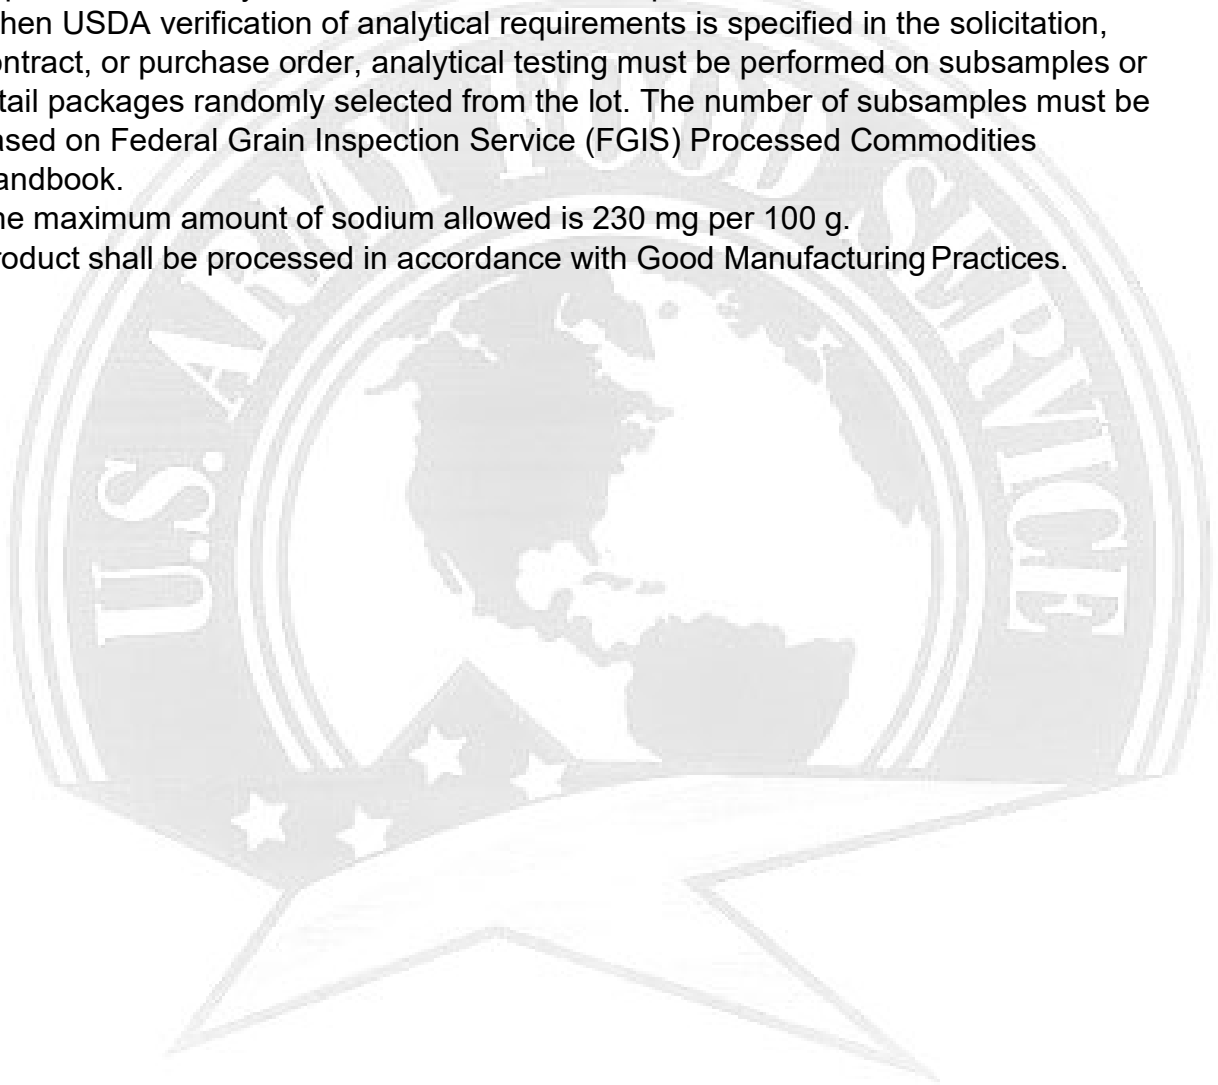 hen USDA verification of analytical requirements is specified in the solicitation,
ontract, or purchase order, analytical testing must be performed on subsamples or
tail packages randomly selected from the lot. The number of subsamples must be
ased on Federal Grain Inspection Service (FGIS) Processed Commodities
andbook.
he maximum amount of sodium allowed is 230 mg per 100 g.
roduct shall be processed in accordance with Good Manufacturing Practices.
U.S. ARMY FOOD SERVICE